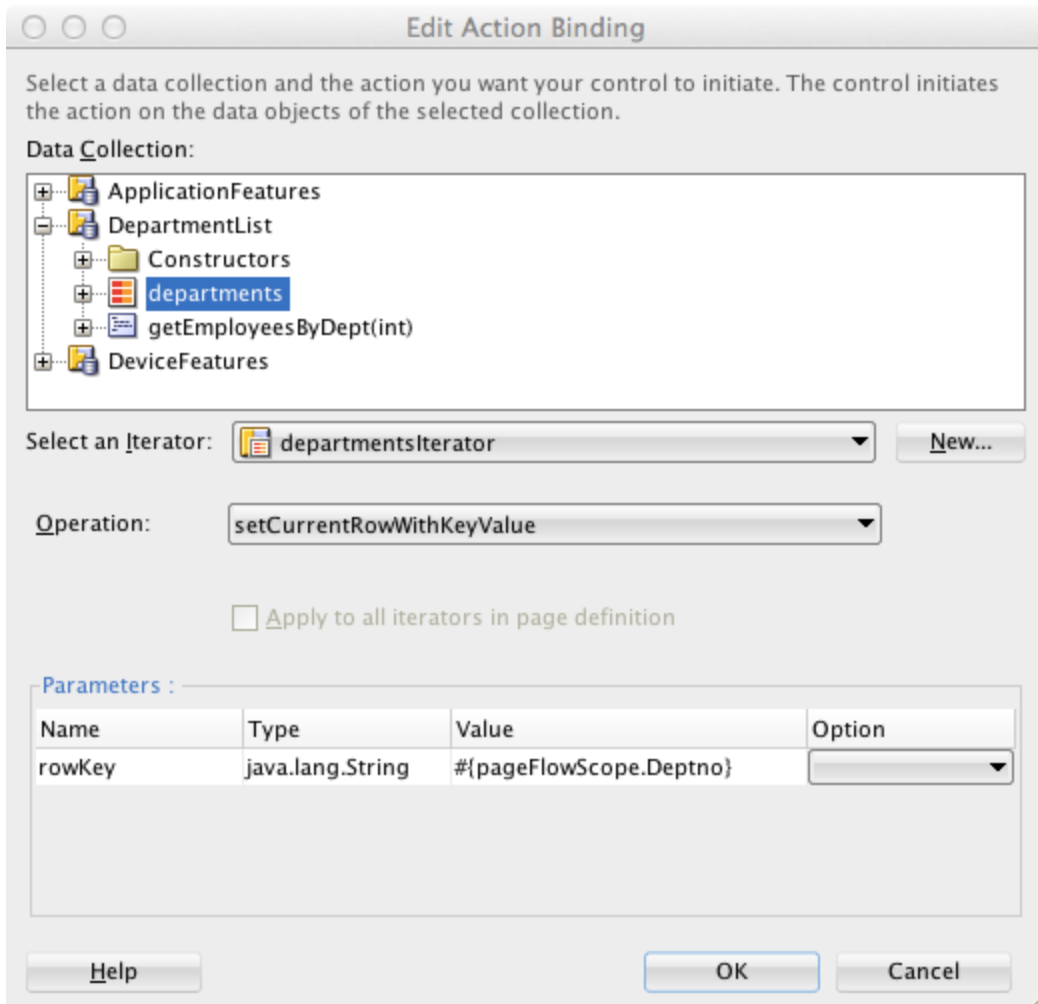 Edit Action Binding
Select a data collection and the action you want your control to initiate. The control initiates
the action on the data objects of the selected collection.
Data Collection:
ApplicationFeatures
DepartmentList
Constructors
departments
getEmployeesByDept(int)
DeviceFeatures
Select an Iterator: departmentsIterator New...
Operation: setCurrentRowWithKeyValue
Apply to all iterators in page definition
Parameters :
Name Type Value Option
rowKey java.lang.String #{pageFlowScope.Deptno}
Help OK Cancel